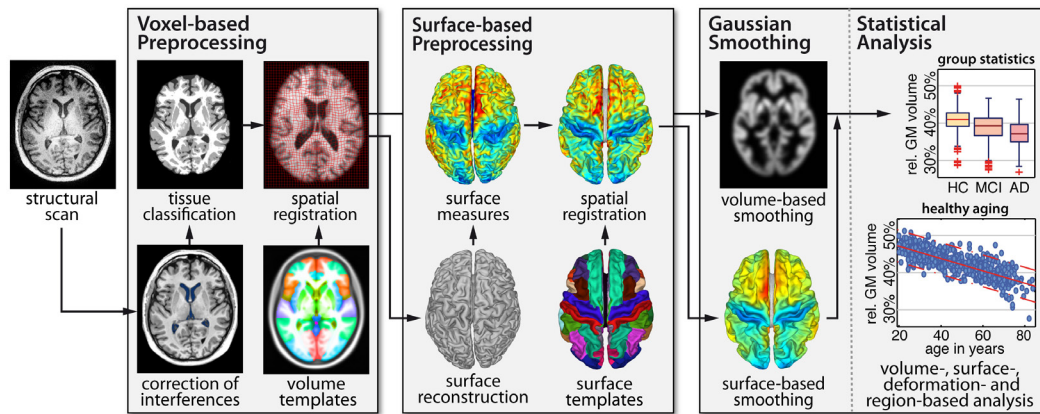 Voxel-based
Preprocessing
Surface-based
Preprocessing
Gaussian
Smoothing
Statistical
Analysis
structural
scan
tissue
classification
spatial
registration
correction of
interferences
volume
templates
surface
measures
spatial
registration
surface
reconstruction
surface
templates
volume-based
smoothing
surface-based
smoothing
group statistics
rel. GM volume
50%
40%
30%
HC MCI AD
healthy aging
rel. GM volume
50%
40%
30%
20 40 60 80
age in years
volume-, surface-,
deformation- and
region-based analysis